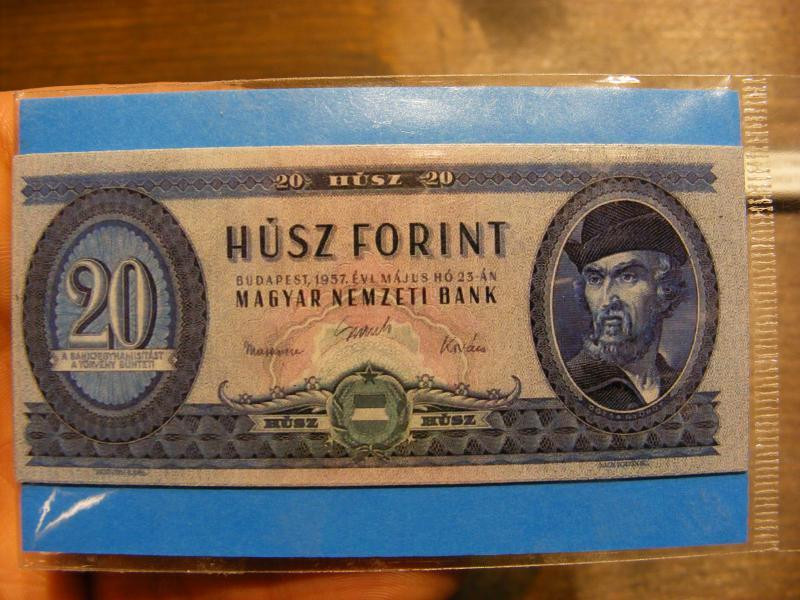 20 HÚSZ 20
HÚSZ FORINT
BUDAPEST, 1957. ÉVI MÁJUS HÓ 23-ÁN
MAGYAR NEMZETI BANK
20
A BANKJEGYHAMISÍTÁST
A TÖRVÉNY BÜNTETI
Kovács
HÚSZ HÚSZ